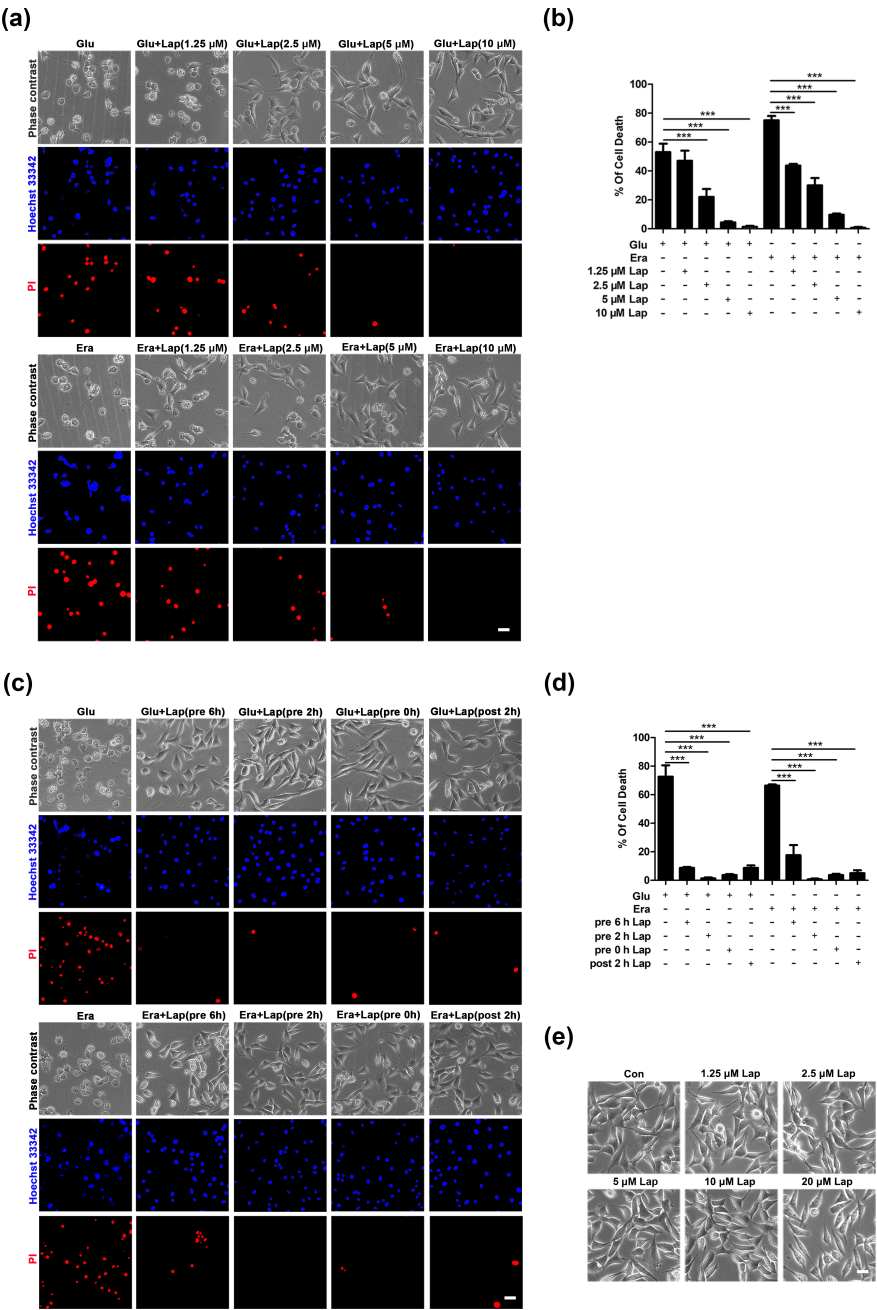 (a)
Glu Glu+Lap(1.25 μM) Glu+Lap(2.5 μM) Glu+Lap(5 μM) Glu+Lap(10 μM)
Phase contrast
Hoechst 33342
PI
Era Era+Lap(1.25 μM) Era+Lap(2.5 μM) Era+Lap(5 μM) Era+Lap(10 μM)
Phase contrast
Hoechst 33342
PI
(b)
% Of Cell Death
100
80
60
40
20
0
*** *** ***
*** *** *** ***
Glu + + + + + - - - - -
Era - - - - - + + + + +
1.25 μM Lap - + - - - - + - - -
2.5 μM Lap - - + - - - - + - -
5 μM Lap - - - + - - - - + -
10 μM Lap - - - - + - - - - +
(c)
Glu Glu+Lap(pre 6h) Glu+Lap(pre 2h) Glu+Lap(pre 0h) Glu+Lap(post 2h)
Phase contrast
Hoechst 33342
PI
Era Era+Lap(pre 6h) Era+Lap(pre 2h) Era+Lap(pre 0h) Era+Lap(post 2h)
Phase contrast
Hoechst 33342
PI
(d)
% Of Cell Death
100
80
60
40
20
0
*** *** *** ***
*** *** *** ***
Glu + + + + + - - - - -
Era - - - - - + + + + +
pre 6 h Lap - + - - - - + - - -
pre 2 h Lap - - + - - - - + - -
pre 0 h Lap - - - + - - - - + -
post 2 h Lap - - - - + - - - - +
(e)
Con 1.25 μM Lap 2.5 μM Lap
5 μM Lap 10 μM Lap 20 μM Lap